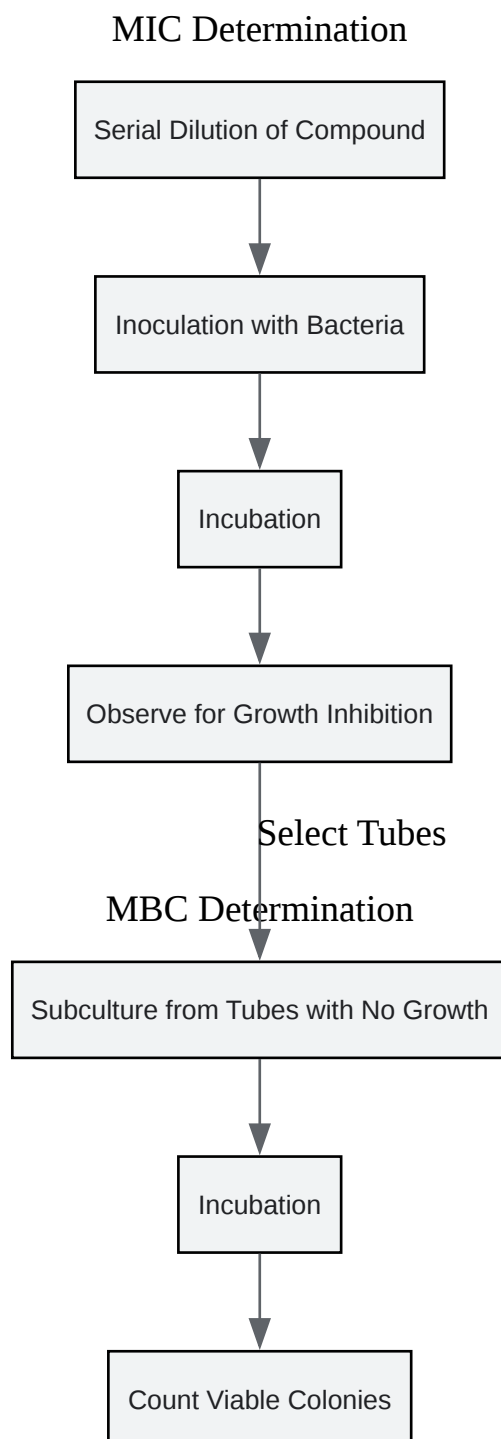 MIC Determination
Serial Dilution of Compound
Inoculation with Bacteria
Incubation
Observe for Growth Inhibition
Select Tubes
MBC Determination
Subculture from Tubes with No Growth
Incubation
Count Viable Colonies